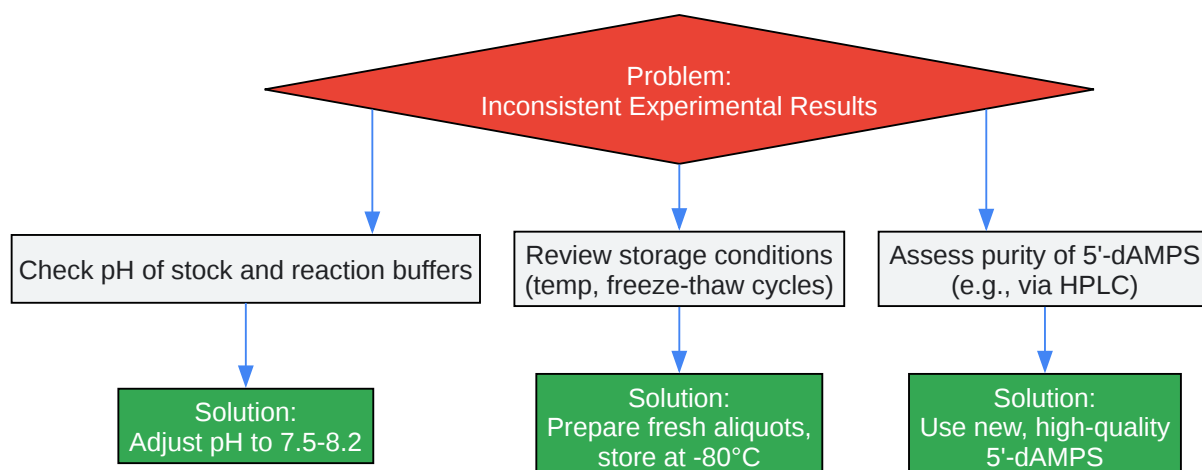 Problem:
Inconsistent Experimental Results
Check pH of stock and reaction buffers
Review storage conditions
(temp, freeze-thaw cycles)
Assess purity of 5'-dAMPS
(e.g., via HPLC)
Solution:
Adjust pH to 7.5-8.2
Solution:
Prepare fresh aliquots,
store at -80°C
Solution:
Use new, high-quality
5'-dAMPS